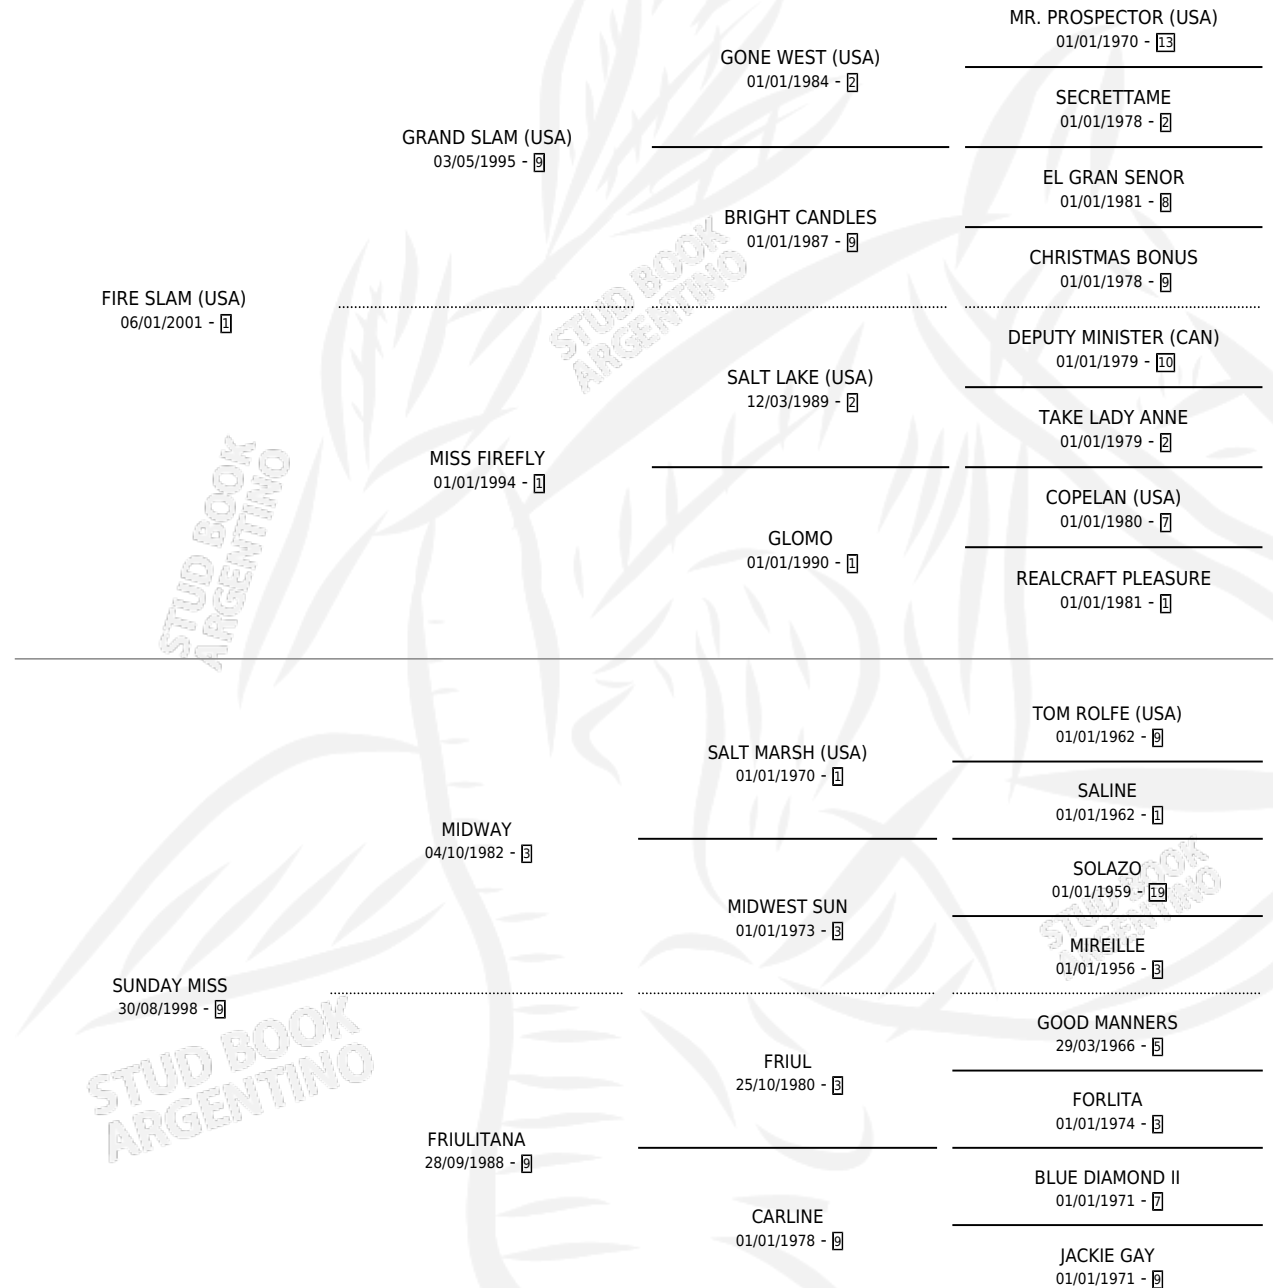 MR. PROSPECTOR (USA)
01/01/1970 - 13
GONE WEST (USA)
01/01/1984 - 2
SECRETTAME
01/01/1978 - 2
GRAND SLAM (USA)
03/05/1995 - 9
EL GRAN SENOR
01/01/1981 - 8
BRIGHT CANDLES
01/01/1987 - 9
CHRISTMAS BONUS
01/01/1978 - 9
FIRE SLAM (USA)
06/01/2001 - 1
STUD BOOK
ARGENTINO
DEPUTY MINISTER (CAN)
01/01/1979 - 10
SALT LAKE (USA)
12/03/1989 - 2
TAKE LADY ANNE
01/01/1979 - 2
MISS FIREFLY
01/01/1994 - 1
COPELAN (USA)
01/01/1980 - 7
GLOMO
01/01/1990 - 1
REALCRAFT PLEASURE
01/01/1981 - 1
STUD BOOK
ARGENTINO
TOM ROLFE (USA)
01/01/1962 - 9
SALT MARSH (USA)
01/01/1970 - 1
SALINE
01/01/1962 - 1
MIDWAY
04/10/1982 - 3
SOLAZO
01/01/1959 - 19
MIDWEST SUN
01/01/1973 - 3
MIREILLE
01/01/1956 - 3
STUD BOOK
ARGENTINO
SUNDAY MISS
30/08/1998 - 9
GOOD MANNERS
29/03/1966 - 5
FRIUL
25/10/1980 - 3
FORLITA
01/01/1974 - 3
STUD BOOK
ARGENTINO
FRIULITANA
28/09/1988 - 9
BLUE DIAMOND II
01/01/1971 - 7
CARLINE
01/01/1978 - 9
JACKIE GAY
01/01/1971 - 9